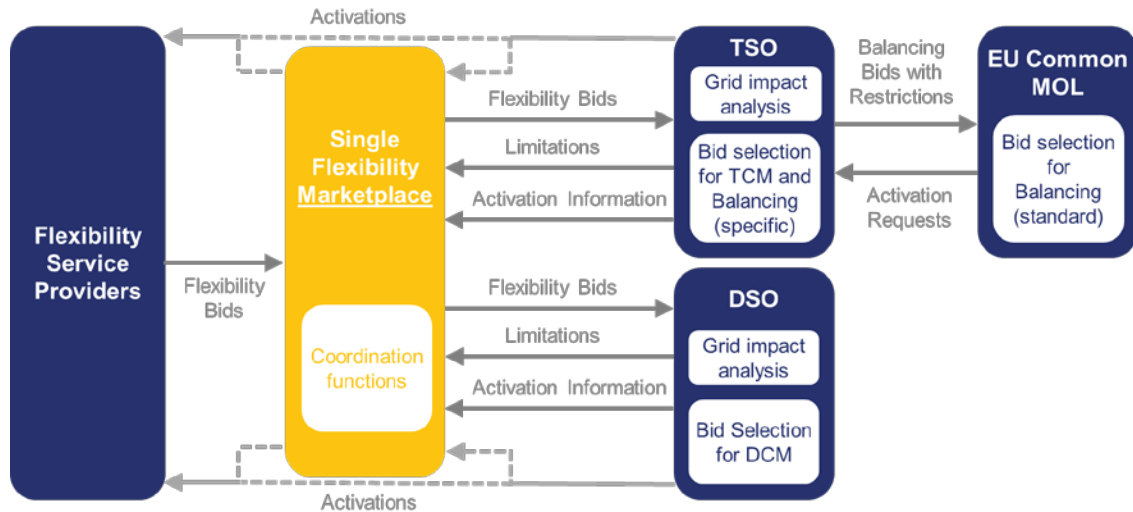 Activations
Flexibility
Service
Providers
Flexibility
Bids
Single
Flexibility
Marketplace
Coordination
functions
Flexibility Bids
Limitations
Activation Information
Flexibility Bids
Limitations
Activation Information
Activations
TSO
Grid impact
analysis
Bid selection
for TCM and
Balancing
(specific)
DSO
Grid impact
analysis
Bid Selection
for DCM
Balancing
Bids with
Restrictions
Activation
Requests
EU Common
MOL
Bid selection
for
Balancing
(standard)